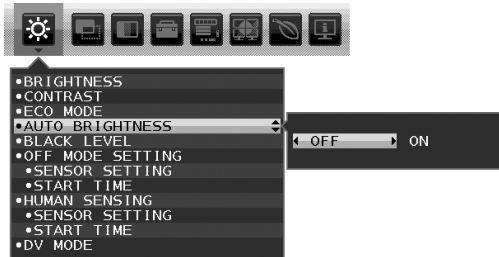 •BRIGHTNESS
•CONTRAST
•ECO MODE
•AUTO BRIGHTNESS
OFF ON
•BLACK LEVEL
•OFF MODE SETTING
•SENSOR SETTING
•START TIME
•HUMAN SENSING
•SENSOR SETTING
•START TIME
•DV MODE